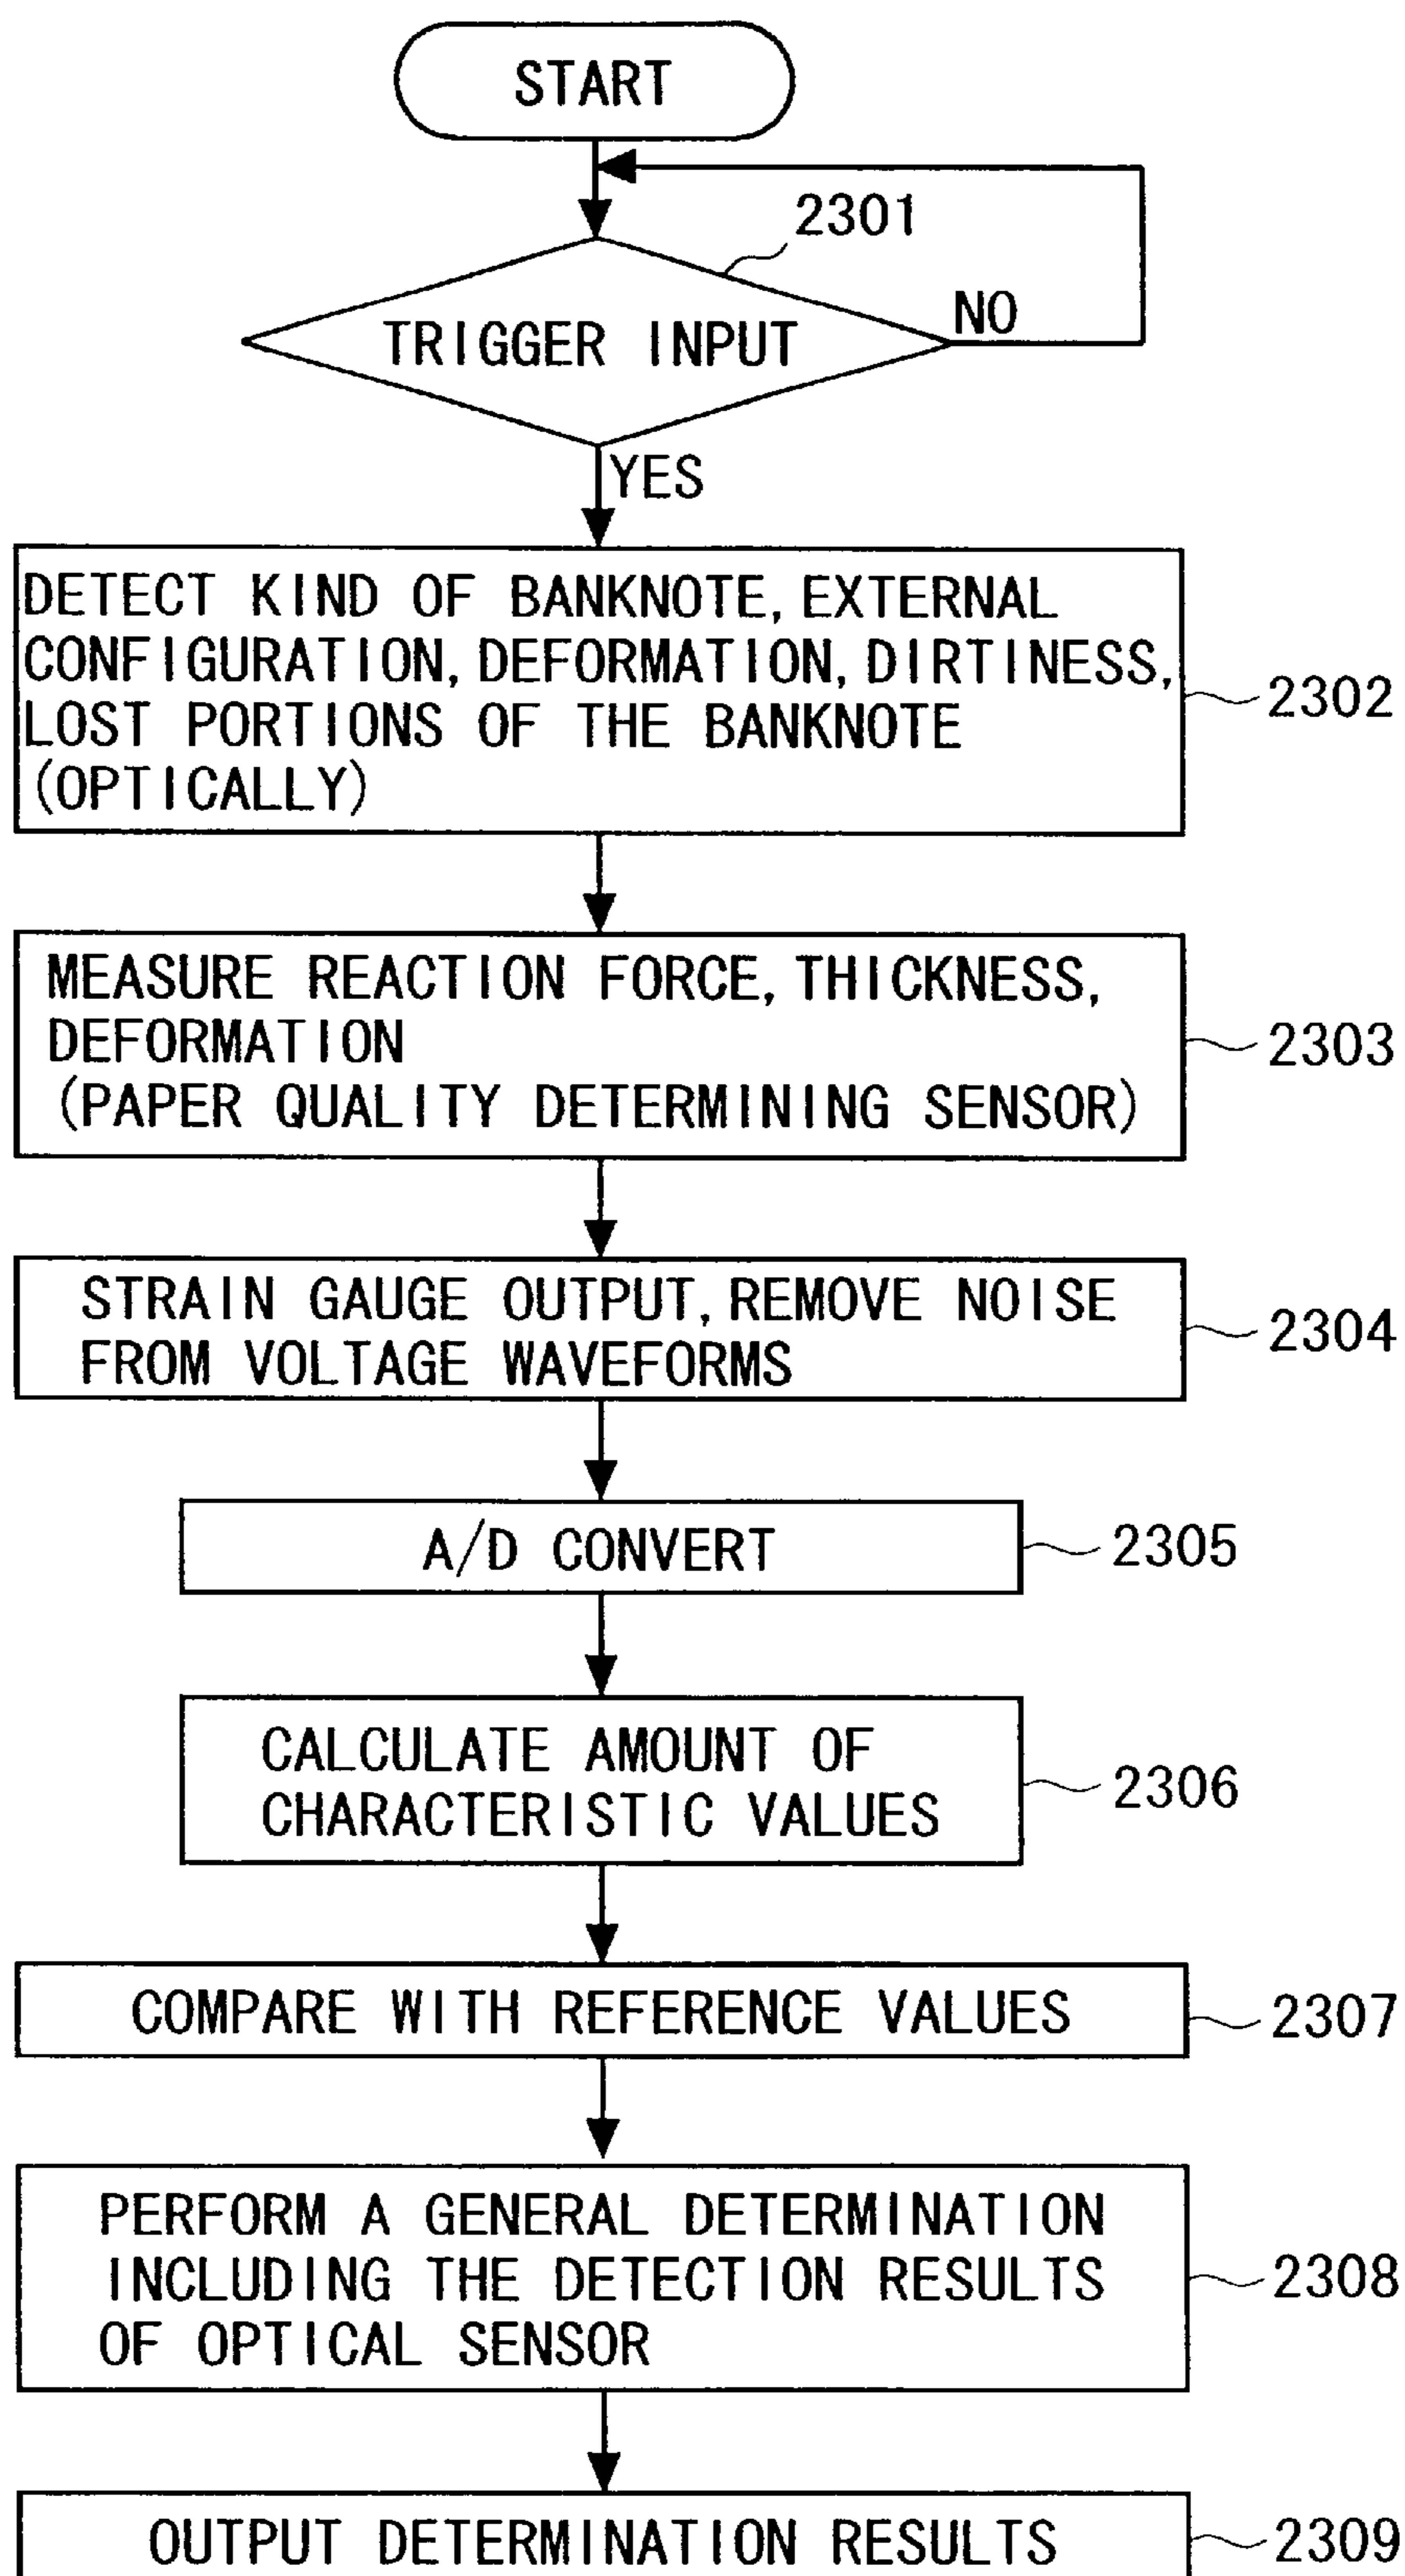 START
2301
TRIGGER INPUT
NO
YES
DETECT KIND OF BANKNOTE, EXTERNAL
CONFIGURATION, DEFORMATION, DIRTINESS,
LOST PORTIONS OF THE BANKNOTE
(OPTICALLY)
2302
MEASURE REACTION FORCE, THICKNESS,
DEFORMATION
(PAPER QUALITY DETERMINING SENSOR)
2303
STRAIN GAUGE OUTPUT, REMOVE NOISE
FROM VOLTAGE WAVEFORMS
2304
A/D CONVERT
2305
CALCULATE AMOUNT OF
CHARACTERISTIC VALUES
2306
COMPARE WITH REFERENCE VALUES
2307
PERFORM A GENERAL DETERMINATION
INCLUDING THE DETECTION RESULTS
OF OPTICAL SENSOR
2308
OUTPUT DETERMINATION RESULTS
2309